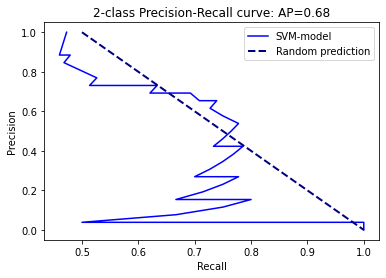 2-class Precision-Recall curve: AP=0.68
1.0
0.8
0.6
0.4
0.2
0.0
Precision
SVM-model
Random prediction
0.5
0.6
0.7
0.8
0.9
1.0
Recall